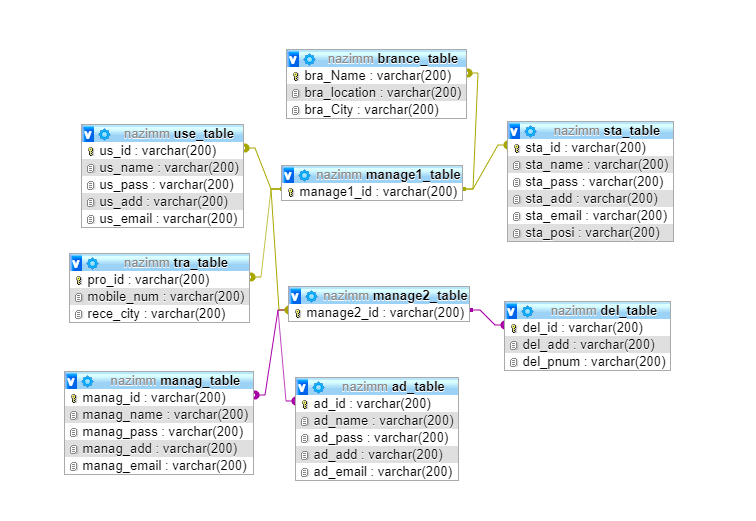 nazimm brance_table
bra_Name : varchar(200)
bra_location : varchar(200)
bra_City : varchar(200)
nazimm use_table
us_id : varchar(200)
us_name : varchar(200)
us_pass : varchar(200)
us_add : varchar(200)
us_email : varchar(200)
nazimm sta_table
sta_id : varchar(200)
sta_name : varchar(200)
sta_pass : varchar(200)
sta_add : varchar(200)
sta_email : varchar(200)
sta_posi : varchar(200)
nazimm manage1_table
manage1_id : varchar(200)
nazimm tra_table
pro_id : varchar(200)
mobile_num : varchar(200)
rece_city : varchar(200)
nazimm manage2_table
manage2_id : varchar(200)
nazimm del_table
del_id : varchar(200)
del_add : varchar(200)
del_pnum : varchar(200)
nazimm manag_table
manag_id : varchar(200)
manag_name : varchar(200)
manag_pass : varchar(200)
manag_add : varchar(200)
manag_email : varchar(200)
nazimm ad_table
ad_id : varchar(200)
ad_name : varchar(200)
ad_pass : varchar(200)
ad_add : varchar(200)
ad_email : varchar(200)